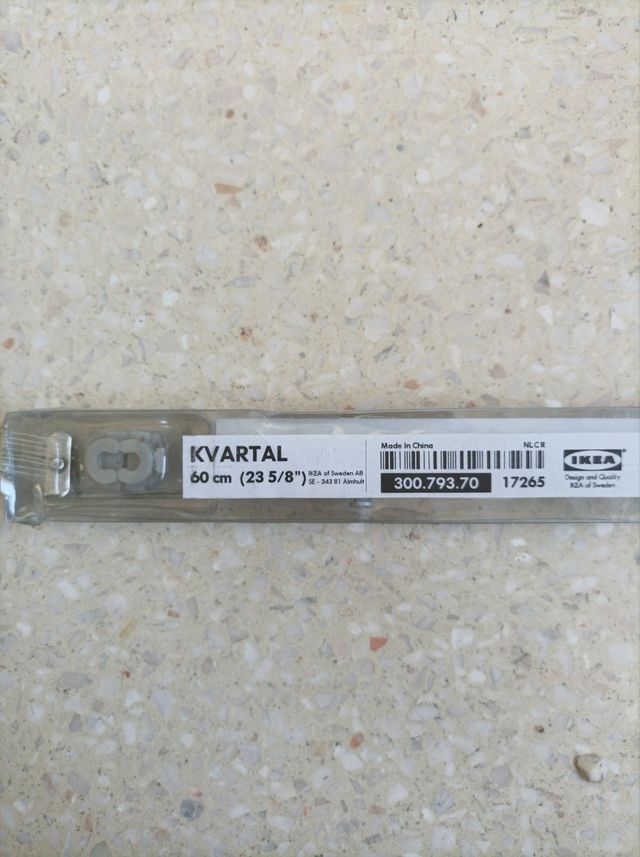 KVARTAL
60 cm (23 5/8")
IKEA of Sweden AB
SE - 343 81 Älmhult
Made In China
NLCR
300.793.70
17265
IKEA
Design and Quality
IKEA of Sweden